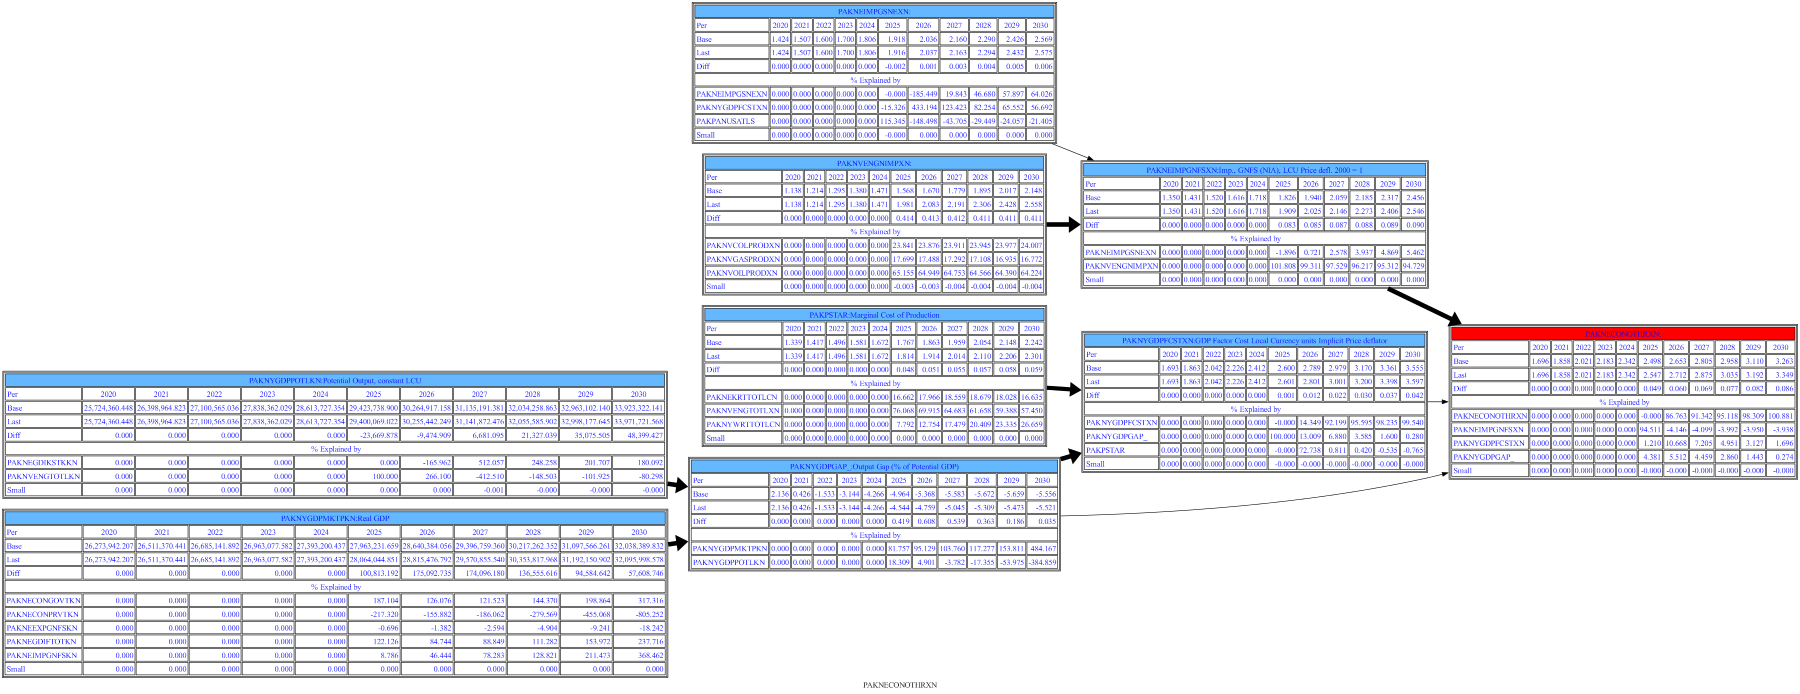 PAKNEIMPGSNEXN:
Per 2020 2021 2022 2023 2024 2025 2026 2027 2028 2029 2030
Base 1.424 1.507 1.600 1.700 1.806 1.918 2.036 2.160 2.290 2.426 2.569
Last 1.424 1.507 1.600 1.700 1.806 1.916 2.037 2.163 2.294 2.432 2.575
Diff 0.000 0.000 0.000 0.000 0.000 -0.002 0.001 0.003 0.004 0.005 0.006
% Explained by
PAKNEIMPGSNEXN 0.000 0.000 0.000 0.000 0.000 -0.000 -185.449 19.843 46.680 57.897 64.026
PAKNYGDPFCSTXN 0.000 0.000 0.000 0.000 0.000 -15.326 433.194 123.423 82.254 65.552 56.692
PAKPANUSATLS 0.000 0.000 0.000 0.000 0.000 115.345 -148.498 -43.705 -29.449 -24.057 -21.405
Small 0.000 0.000 0.000 0.000 0.000 -0.000 0.000 0.000 0.000 0.000 0.000
PAKNVENGNIMPXN:
Per 2020 2021 2022 2023 2024 2025 2026 2027 2028 2029 2030
Base 1.138 1.214 1.295 1.380 1.471 1.568 1.670 1.779 1.895 2.017 2.148
Last 1.138 1.214 1.295 1.380 1.471 1.981 2.083 2.191 2.306 2.428 2.558
Diff 0.000 0.000 0.000 0.000 0.000 0.414 0.413 0.412 0.411 0.411 0.411
% Explained by
PAKNVCOLPRODXN 0.000 0.000 0.000 0.000 0.000 23.841 23.876 23.911 23.945 23.977 24.007
PAKNVGASPRODXN 0.000 0.000 0.000 0.000 0.000 17.699 17.488 17.292 17.108 16.935 16.772
PAKNVOILPRODXN 0.000 0.000 0.000 0.000 0.000 65.155 64.949 64.753 64.566 64.390 64.224
Small 0.000 0.000 0.000 0.000 0.000 -0.003 -0.003 -0.004 -0.004 -0.004 -0.004
PAKNEIMPGNFSXN:Imp., GNFS (NIA), LCU Price defl. 2000 = 1
Per 2020 2021 2022 2023 2024 2025 2026 2027 2028 2029 2030
Base 1.350 1.431 1.520 1.616 1.718 1.826 1.940 2.059 2.185 2.317 2.456
Last 1.350 1.431 1.520 1.616 1.718 1.909 2.025 2.146 2.273 2.406 2.546
Diff 0.000 0.000 0.000 0.000 0.000 0.083 0.085 0.087 0.088 0.089 0.090
% Explained by
PAKNEIMPGSNEXN 0.000 0.000 0.000 0.000 0.000 -1.896 0.721 2.578 3.937 4.869 5.462
PAKNVENGNIMPXN 0.000 0.000 0.000 0.000 0.000 101.808 99.311 97.529 96.217 95.312 94.729
Small 0.000 0.000 0.000 0.000 0.000 0.000 0.000 0.000 0.000 0.000 0.000
PAKPSTAR:Marginal Cost of Production
Per 2020 2021 2022 2023 2024 2025 2026 2027 2028 2029 2030
Base 1.339 1.417 1.496 1.581 1.672 1.767 1.863 1.959 2.054 2.148 2.242
Last 1.339 1.417 1.496 1.581 1.672 1.814 1.914 2.014 2.110 2.206 2.301
Diff 0.000 0.000 0.000 0.000 0.000 0.048 0.051 0.055 0.057 0.058 0.059
% Explained by
PAKNEKRTTOTLCN 0.000 0.000 0.000 0.000 0.000 16.662 17.966 18.559 18.679 18.028 16.635
PAKNVENGTOTLXN 0.000 0.000 0.000 0.000 0.000 76.068 69.915 64.683 61.658 59.388 57.450
PAKNYWRTTOTLCN 0.000 0.000 0.000 0.000 0.000 7.792 12.754 17.479 20.409 23.335 26.659
Small 0.000 0.000 0.000 0.000 0.000 0.000 0.000 0.000 0.000 0.000 0.000
PAKNYGDPFCSTXN:GDP Factor Cost Local Currency units Implicit Price deflator
Per 2020 2021 2022 2023 2024 2025 2026 2027 2028 2029 2030
Base 1.693 1.863 2.042 2.226 2.412 2.600 2.789 2.979 3.170 3.361 3.555
Last 1.693 1.863 2.042 2.226 2.412 2.601 2.801 3.001 3.200 3.398 3.597
Diff 0.000 0.000 0.000 0.000 0.000 0.001 0.012 0.022 0.030 0.037 0.042
% Explained by
PAKNYGDPFCSTXN 0.000 0.000 0.000 0.000 0.000 -0.000 14.349 92.199 95.595 98.235 99.540
PAKNYGDPGAP_ 0.000 0.000 0.000 0.000 0.000 100.000 13.009 6.880 3.585 1.600 0.280
PAKPSTAR 0.000 0.000 0.000 0.000 0.000 -0.000 72.738 0.811 0.420 -0.535 -0.765
Small 0.000 0.000 0.000 0.000 0.000 -0.000 0.000 -0.000 -0.000 -0.000 -0.000
Per 2020 2021 2022 2023 2024 2025 2026 2027 2028 2029 2030
Base 1.696 1.858 2.021 2.183 2.342 2.498 2.653 2.805 2.958 3.110 3.263
Last 1.696 1.858 2.021 2.183 2.342 2.547 2.712 2.875 3.035 3.192 3.349
Diff 0.000 0.000 0.000 0.000 0.000 0.049 0.060 0.069 0.077 0.082 0.086
% Explained by
PAKNECONOTHRXN 0.000 0.000 0.000 0.000 0.000 -0.000 86.763 91.342 95.118 98.309 100.881
PAKNEIMPGNFSXN 0.000 0.000 0.000 0.000 0.000 94.511 -4.146 -4.099 -3.992 -3.950 -3.938
PAKNYGDPFCSTXN 0.000 0.000 0.000 0.000 0.000 1.210 10.668 7.205 4.951 3.127 1.696
PAKNYGDPGAP_ 0.000 0.000 0.000 0.000 0.000 4.381 5.512 4.459 2.860 1.443 0.274
Small 0.000 0.000 0.000 0.000 0.000 -0.000 -0.000 -0.000 -0.000 -0.000 0.000
PAKNYGDPPOTLKN:Potential Output, constant LCU
Per 2020 2021 2022 2023 2024 2025 2026 2027 2028 2029 2030
Base 25,724,360.448 26,398,964.823 27,100,565.036 27,838,362.029 28,613,727.354 29,423,738.900 30,264,917.158 31,135,191.381 32,034,258.863 32,963,102.140 33,923,322.141
Last 25,724,360.448 26,398,964.823 27,100,565.036 27,838,362.029 28,613,727.354 29,400,069.022 30,255,442.249 31,141,872.476 32,055,585.902 32,998,177.645 33,971,721.568
Diff 0.000 0.000 0.000 0.000 0.000 -23,669.878 -9,474.909 6,681.095 21,327.039 35,075.505 48,399.427
% Explained by
PAKNEGDIKSTKKN 0.000 0.000 0.000 0.000 0.000 0.000 -165.962 512.057 248.258 201.707 180.092
PAKNVENGTOTLKN 0.000 0.000 0.000 0.000 0.000 100.000 266.100 -412.510 -148.503 -101.925 -80.298
Small 0.000 0.000 0.000 0.000 0.000 0.000 0.000 -0.001 -0.000 -0.000 -0.000
PAKNYGDPGAP_:Output Gap (% of Potential GDP)
Per 2020 2021 2022 2023 2024 2025 2026 2027 2028 2029 2030
Base 2.136 0.426 -1.533 -3.144 -4.266 -4.964 -5.368 -5.583 -5.672 -5.659 -5.556
Last 2.136 0.426 -1.533 -3.144 -4.266 -4.544 -4.759 -5.045 -5.309 -5.473 -5.521
Diff 0.000 0.000 0.000 0.000 0.000 0.419 0.608 0.539 0.363 0.186 0.035
% Explained by
PAKNYGDPMKTPKN 0.000 0.000 0.000 0.000 0.000 81.757 95.129 103.760 117.277 153.811 484.167
PAKNYGDPPOTLKN 0.000 0.000 0.000 0.000 0.000 18.309 4.901 -3.782 -17.355 -53.975 -384.859
PAKNYGDPMKTPKN:Real GDP
Per 2020 2021 2022 2023 2024 2025 2026 2027 2028 2029 2030
Base 26,273,942.207 26,511,370.441 26,685,141.892 26,963,077.582 27,393,200.437 27,963,231.659 28,640,384.056 29,396,759.360 30,217,262.352 31,097,566.261 32,038,389.832
Last 26,273,942.207 26,511,370.441 26,685,141.892 26,963,077.582 27,393,200.437 28,064,044.851 28,815,476.792 29,570,855.540 30,353,817.968 31,192,150.902 32,095,998.578
Diff 0.000 0.000 0.000 0.000 0.000 100,813.192 175,092.735 174,096.180 136,555.616 94,584.642 57,608.746
% Explained by
PAKNECONGOVTKN 0.000 0.000 0.000 0.000 0.000 187.104 126.076 121.523 144.370 198.864 317.316
PAKNECONPRVTKN 0.000 0.000 0.000 0.000 0.000 -217.320 -155.882 -186.062 -279.569 -455.068 -805.252
PAKNEEXPGNFSKN 0.000 0.000 0.000 0.000 0.000 -0.696 -1.382 -2.594 -4.904 -9.241 -18.242
PAKNEGDIFTOTKN 0.000 0.000 0.000 0.000 0.000 122.126 84.744 88.849 111.282 153.972 237.716
PAKNEIMPGNFSKN 0.000 0.000 0.000 0.000 0.000 8.786 46.444 78.283 128.821 211.473 368.462
Small 0.000 0.000 0.000 0.000 0.000 0.000 0.000 0.000 0.000 0.000 0.000
PAKNECONOTHRXN